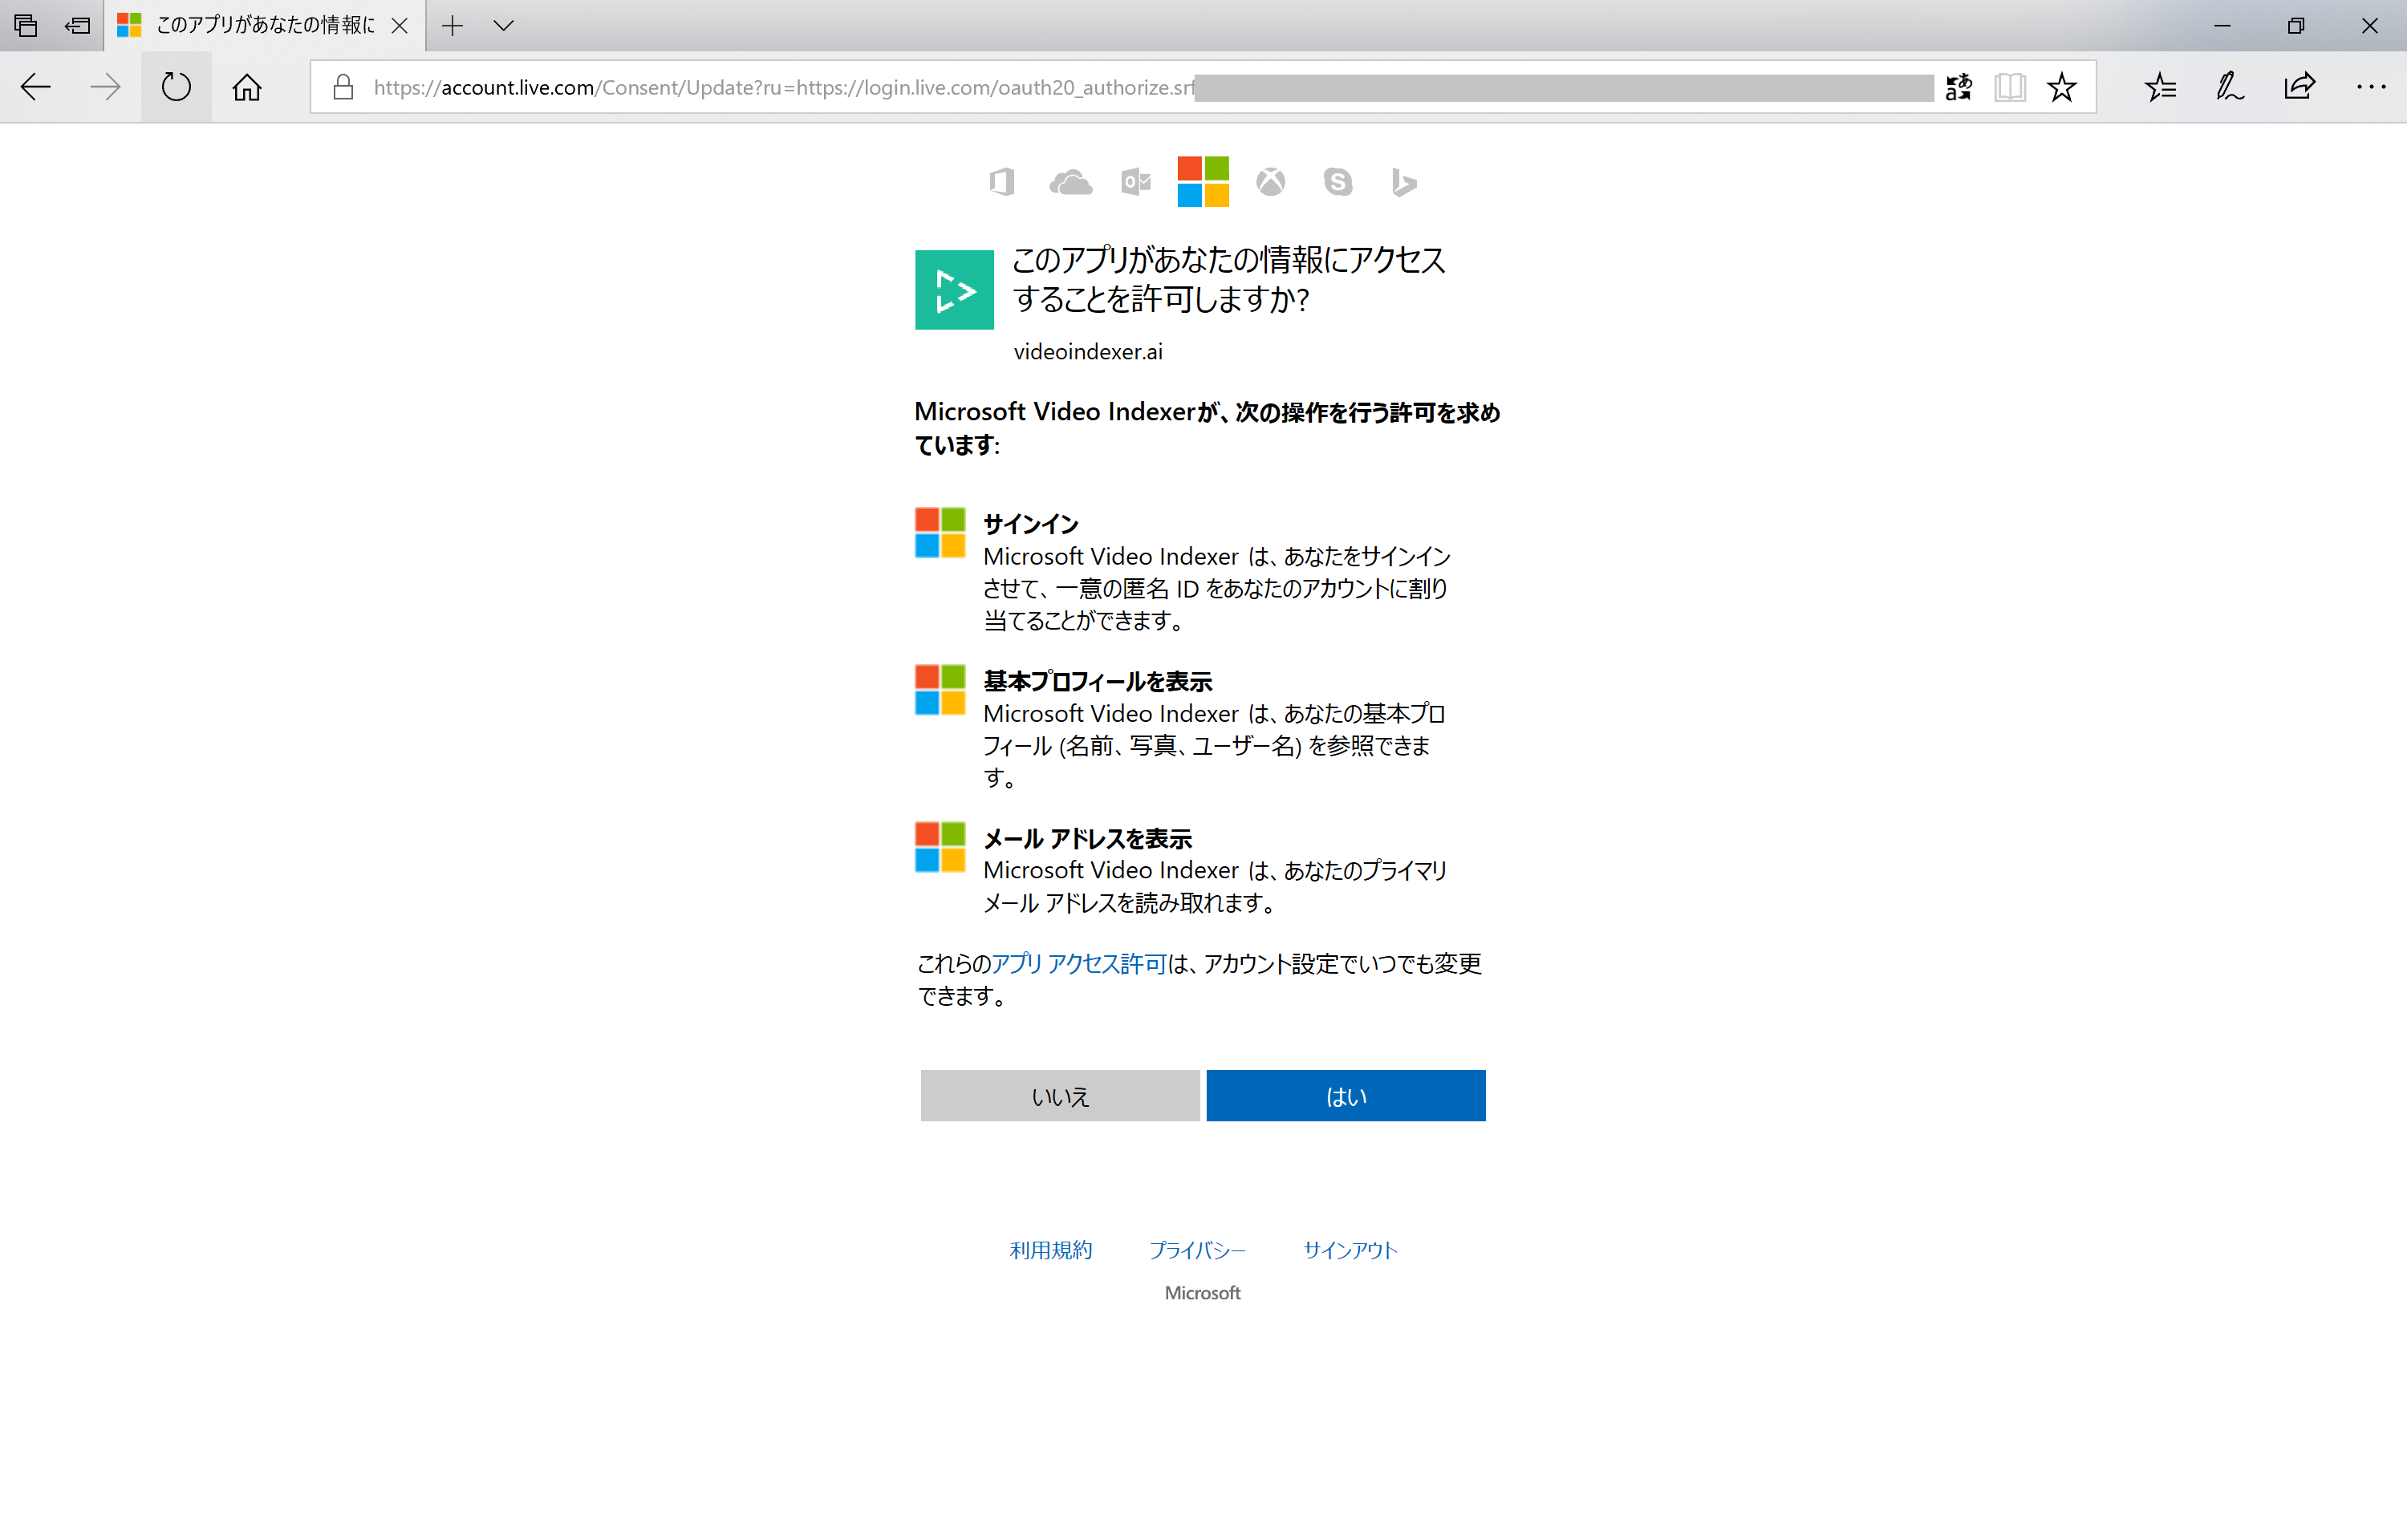 このアプリがあなたの情報に
https://account.live.com/Consent/Update?ru=https://login.live.com/oauth20_authorize.srf
このアプリがあなたの情報にアクセス
することを許可しますか?
videoindexer.ai
Microsoft Video Indexerが、次の操作を行う許可を求め
ています:
サインイン
Microsoft Video Indexer は、あなたをサインイン
させて、一意の匿名 ID をあなたのアカウントに割り
当てることができます。
基本プロフィールを表示
Microsoft Video Indexer は、あなたの基本プロ
フィール (名前、写真、ユーザー名) を参照できま
す。
メール アドレスを表示
Microsoft Video Indexer は、あなたのプライマリ
メール アドレスを読み取れます。
これらのアプリ アクセス許可は、アカウント設定でいつでも変更
できます。
いいえ
はい
利用規約 プライバシー サインアウト
Microsoft